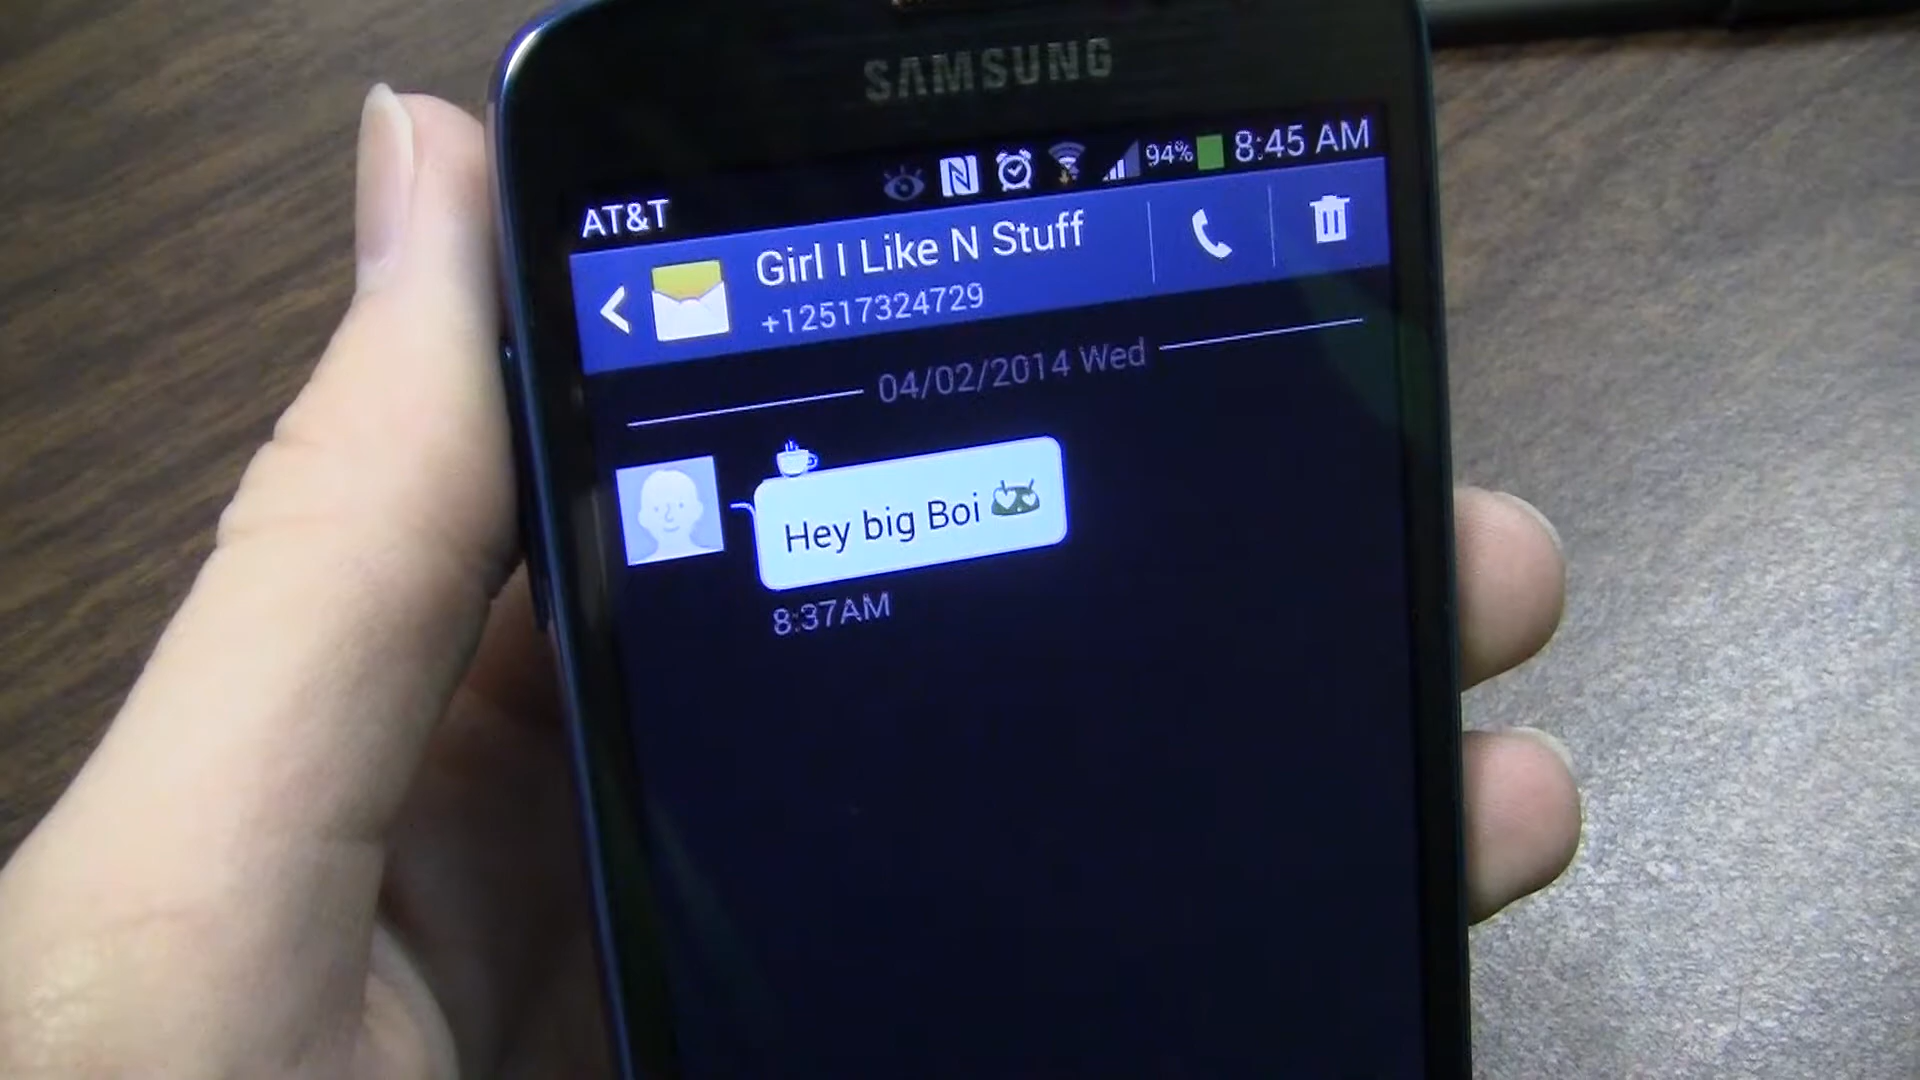 SAMSUNG
94% 8:45 AM
AT&T
Girl I Like N Stuff
+12517324729
04/02/2014 Wed
Hey big Boi
8:37AM